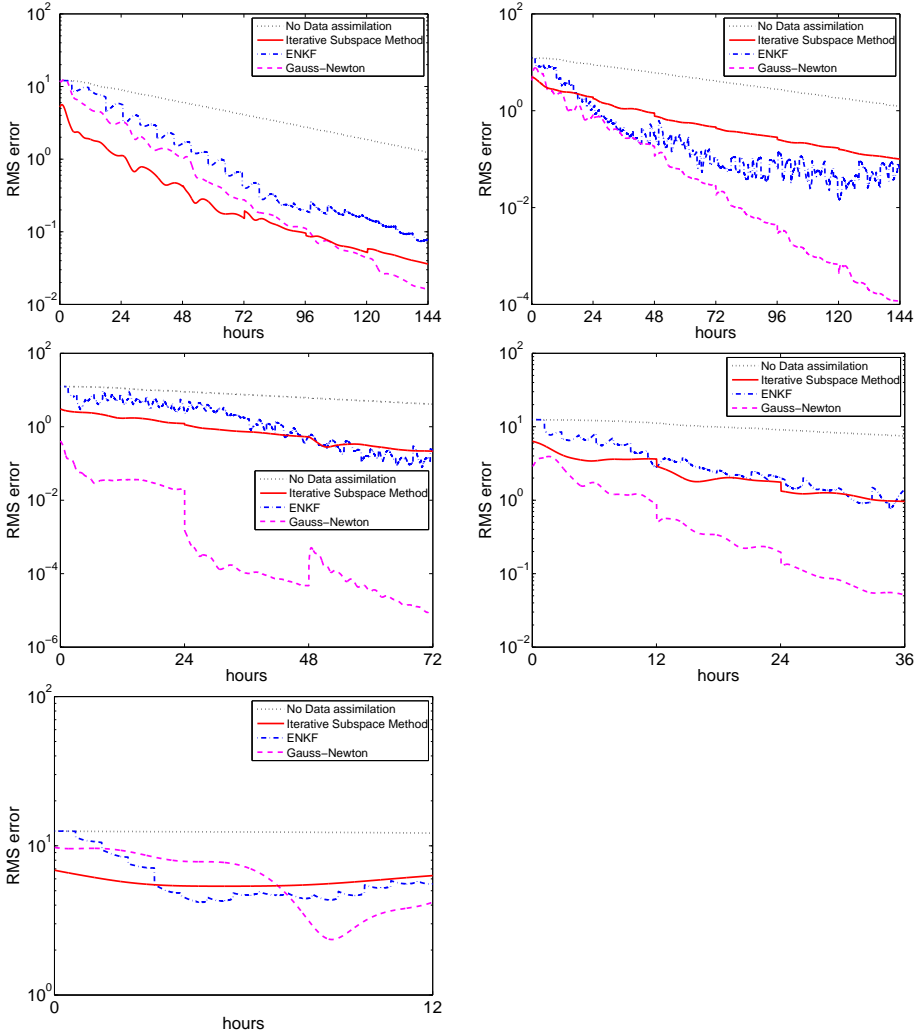 10^2
10^1
10^0
10^−1
10^−2
RMS error
No Data assimilation
Iterative Subspace Method
ENKF
Gauss−Newton
0 24 48 72 96 120 144
hours
10^2
10^0
10^−2
10^−4
RMS error
No Data assimilation
Iterative Subspace Method
ENKF
Gauss−Newton
0 24 48 72 96 120 144
hours
10^2
10^0
10^−2
10^−4
10^−6
RMS error
No Data assimilation
Iterative Subspace Method
ENKF
Gauss−Newton
0 24 48 72
hours
10^2
10^1
10^0
10^−1
10^−2
RMS error
No Data assimilation
Iterative Subspace Method
ENKF
Gauss−Newton
0 12 24 36
hours
10^2
10^1
10^0
RMS error
No Data assimilation
Iterative Subspace Method
ENKF
Gauss−Newton
0 12
hours